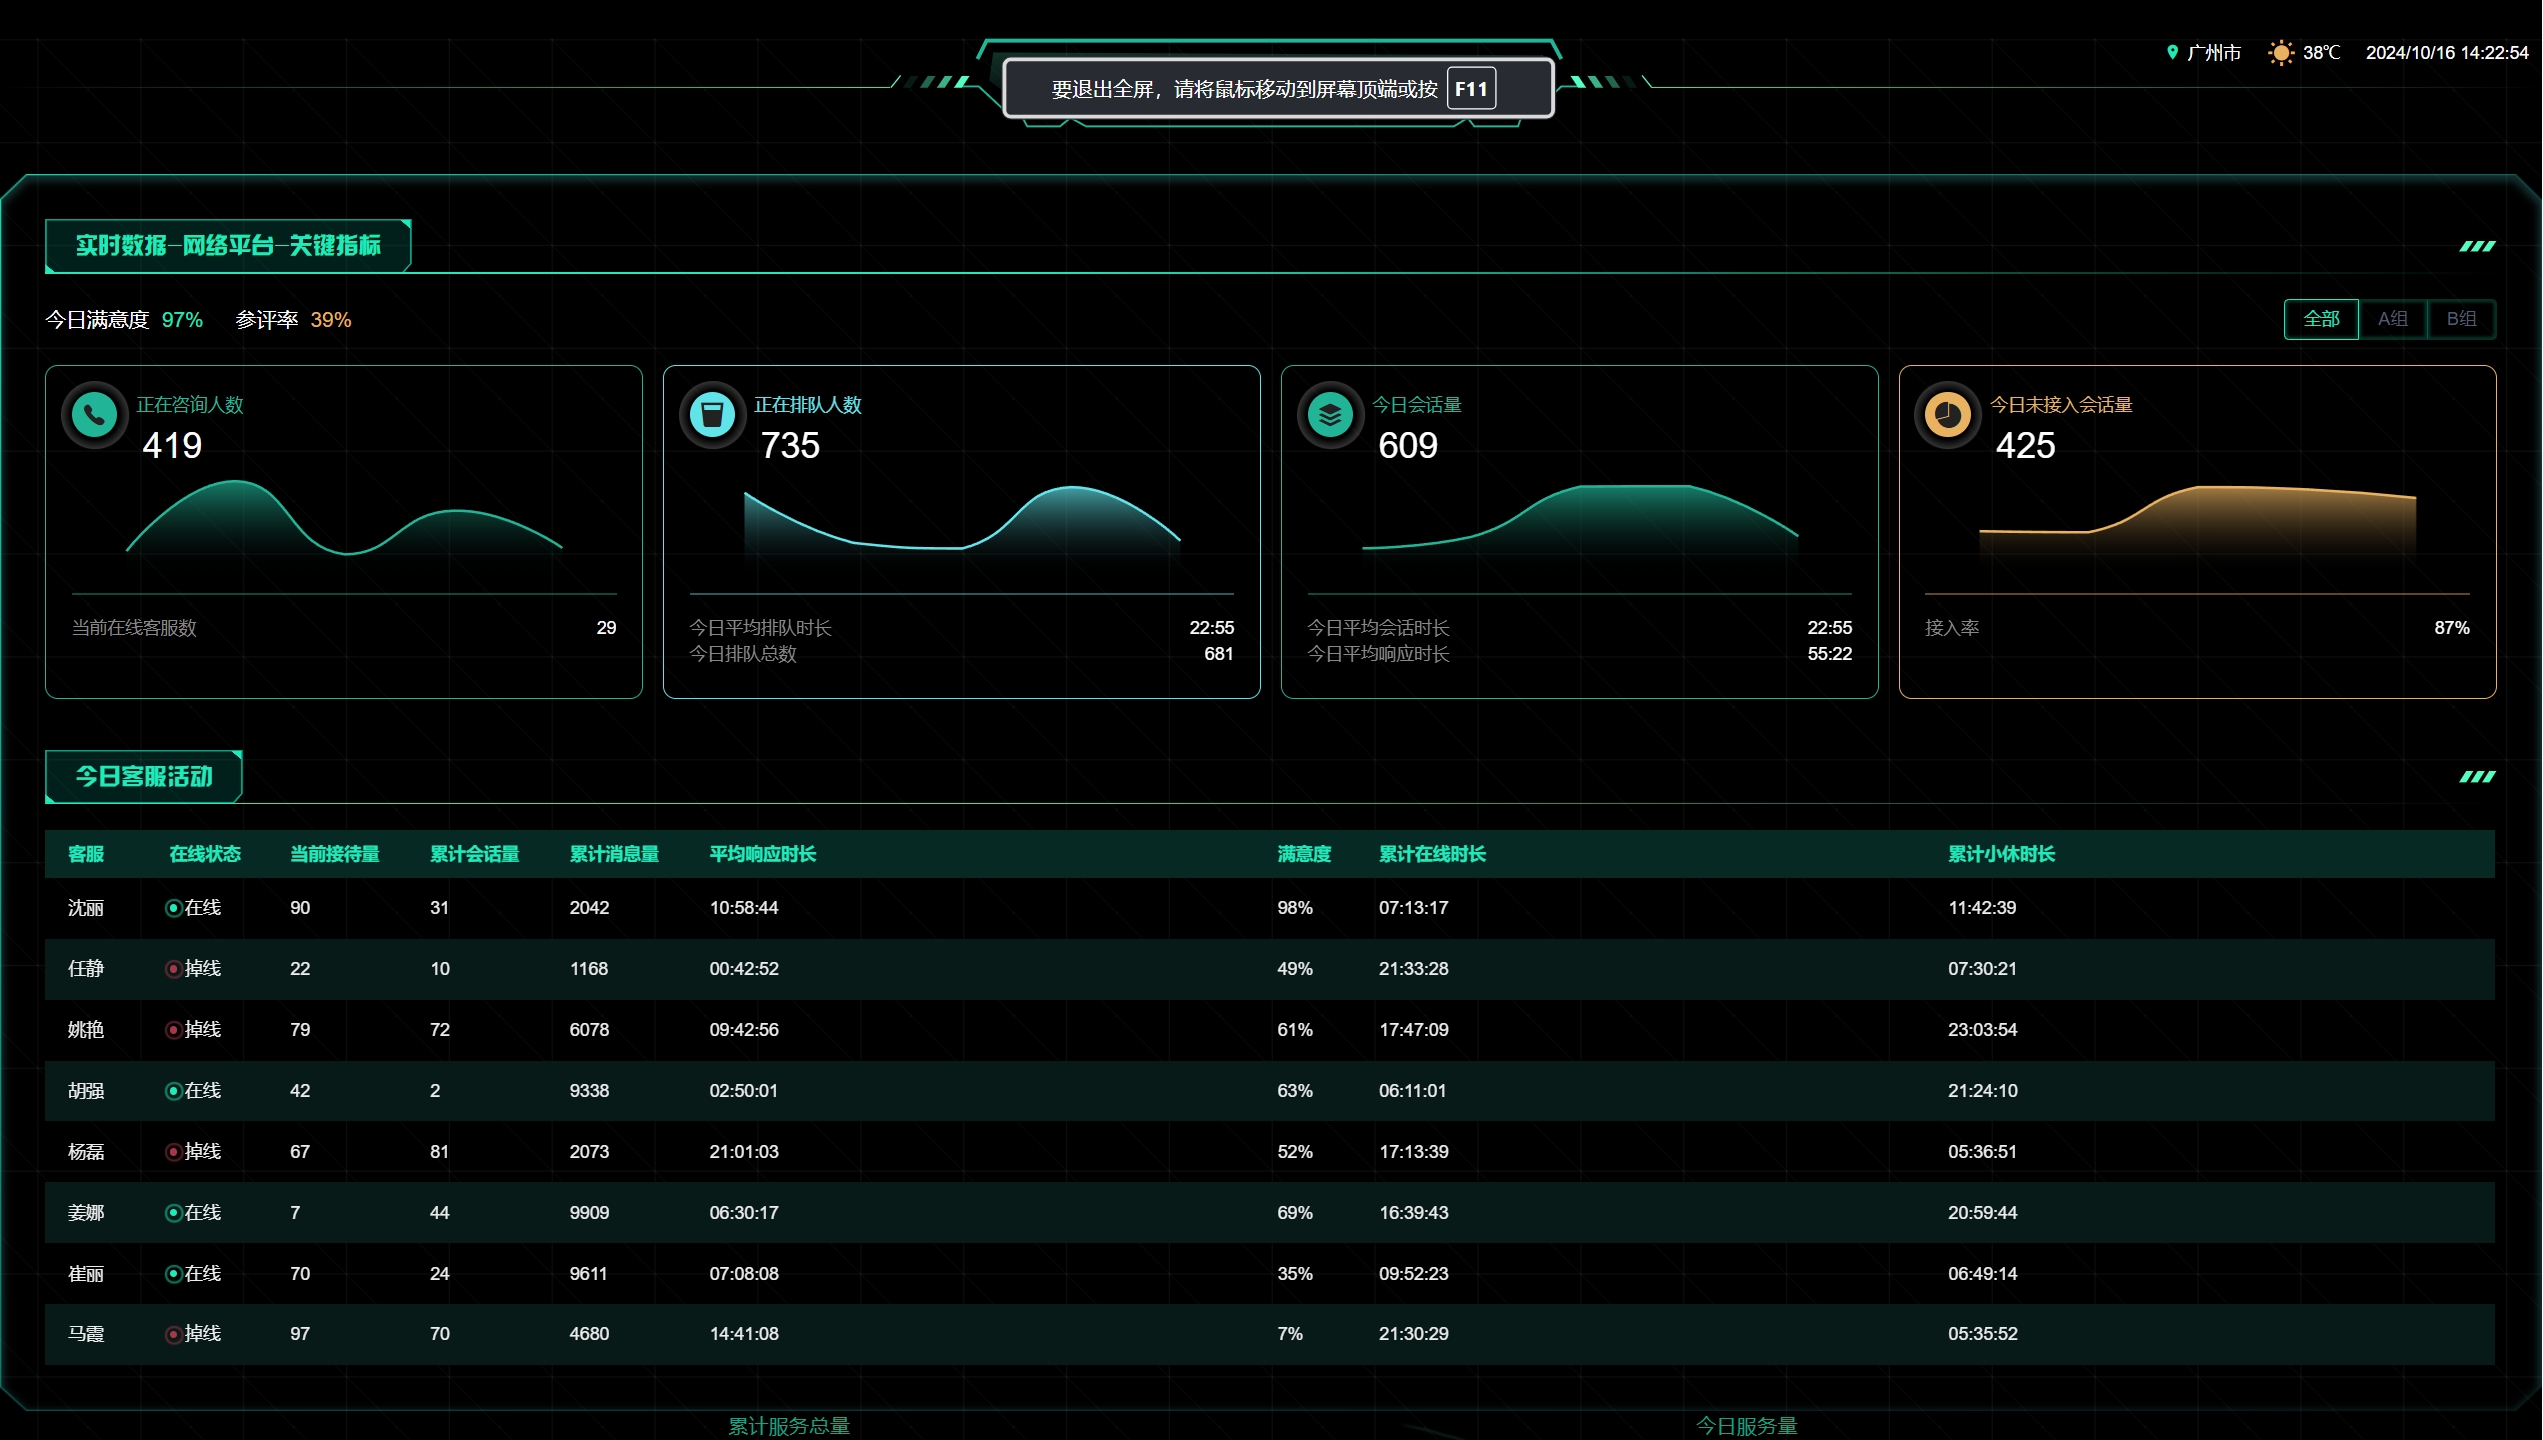 广州市 38℃ 2024/10/16 14:22:54
要退出全屏，请将鼠标移动到屏幕顶端或按 F11
实时数据-网络平台-关键指标
今日满意度 97% 参评率 39%
全部 A组 B组
正在咨询人数
419
当前在线客服数 29
正在排队人数
735
今日平均排队时长 22:55
今日排队总数 681
今日会话量
609
今日平均会话时长 22:55
今日平均响应时长 55:22
今日未接入会话量
425
接入率 87%
今日客服活动
客服 在线状态 当前接待量 累计会话量 累计消息量 平均响应时长 满意度 累计在线时长 累计小休时长
沈丽 在线 90 31 2042 10:58:44 98% 07:13:17 11:42:39
任静 掉线 22 10 1168 00:42:52 49% 21:33:28 07:30:21
姚艳 掉线 79 72 6078 09:42:56 61% 17:47:09 23:03:54
胡强 在线 42 2 9338 02:50:01 63% 06:11:01 21:24:10
杨磊 掉线 67 81 2073 21:01:03 52% 17:13:39 05:36:51
姜娜 在线 7 44 9909 06:30:17 69% 16:39:43 20:59:44
崔丽 在线 70 24 9611 07:08:08 35% 09:52:23 06:49:14
马霞 掉线 97 70 4680 14:41:08 7% 21:30:29 05:35:52
累计服务总量 今日服务量